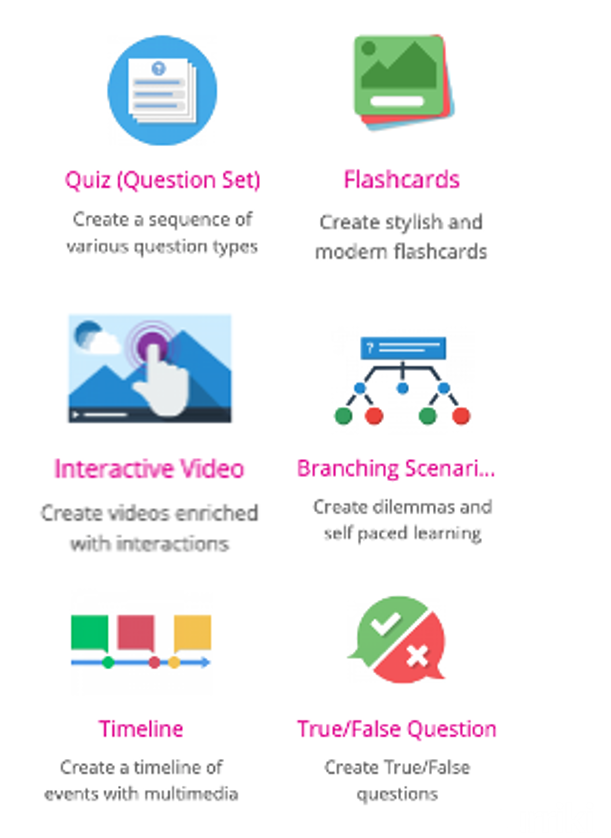 Quiz (Question Set)
Create a sequence of
various question types
Flashcards
Create stylish and
modern flashcards
Interactive Video
Create videos enriched
with interactions
Branching Scenari...
Create dilemmas and
self paced learning
Timeline
Create a timeline of
events with multimedia
True/False Question
Create True/False
questions